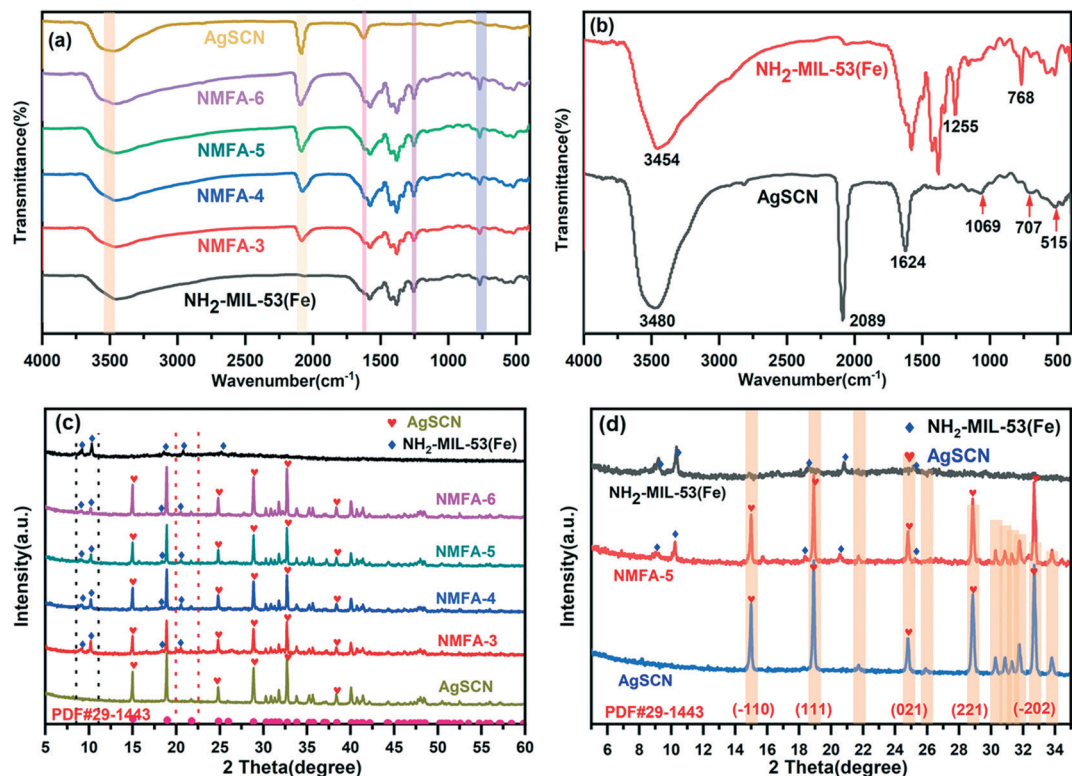 (a)
AgSCN
NMFA-6
NMFA-5
NMFA-4
NMFA-3
NH2-MIL-53(Fe)
Transmittance(%)
4000 3500 3000 2500 2000 1500 1000 500
Wavenumber(cm-1)
(b)
NH2-MIL-53(Fe)
3454
1255
768
AgSCN
3480
2089
1624
1069
707
515
Transmittance(%)
4000 3500 3000 2500 2000 1500 1000 500
Wavenumber(cm-1)
(c)
AgSCN
NH2-MIL-53(Fe)
NMFA-6
NMFA-5
NMFA-4
NMFA-3
AgSCN
PDF#29-1443
Intensity(a.u.)
5 10 15 20 25 30 35 40 45 50 55 60
2 Theta(degree)
(d)
NH2-MIL-53(Fe)
AgSCN
NH2-MIL-53(Fe)
NMFA-5
AgSCN
PDF#29-1443
(-110)
(111)
(021)
(221)
(-202)
Intensity(a.u.)
6 8 10 12 14 16 18 20 22 24 26 28 30 32 34
2 Theta(degree)